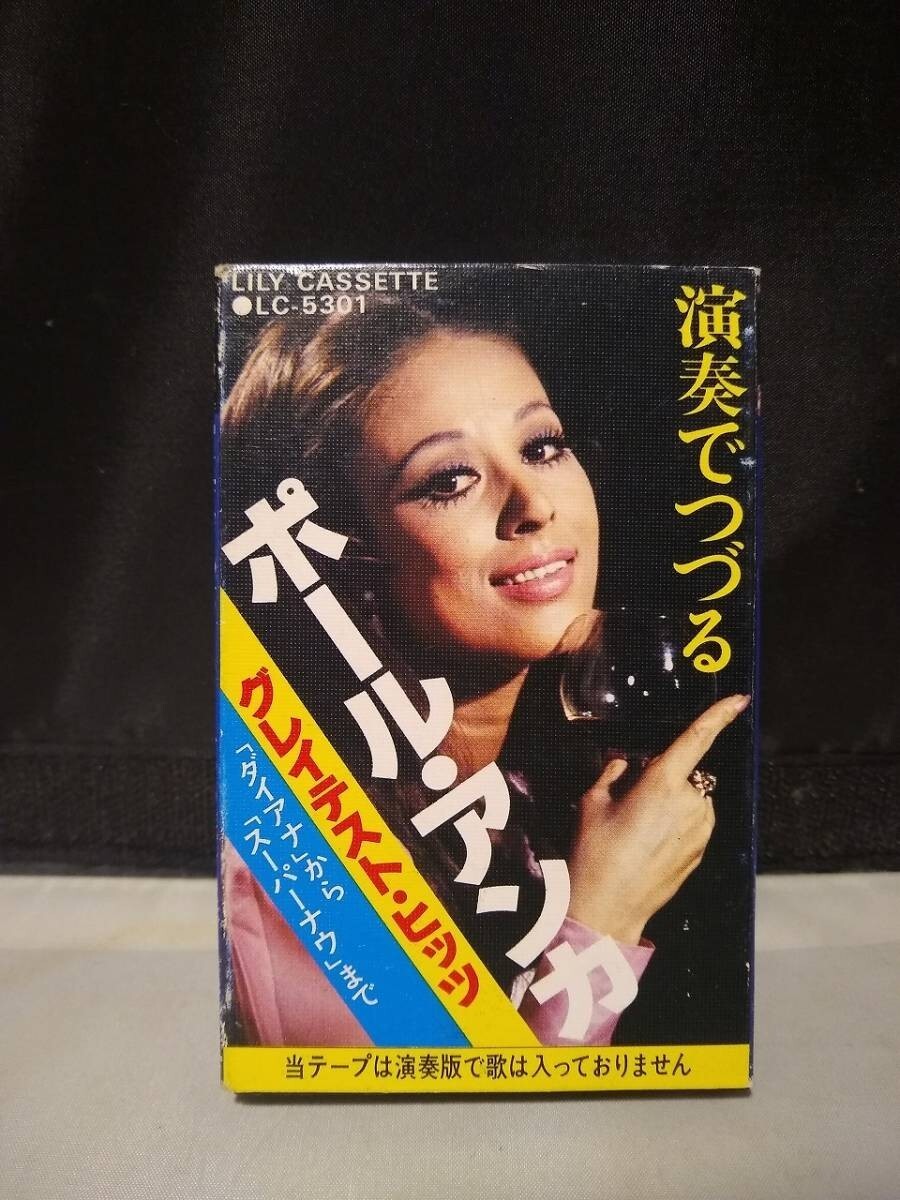 LILY CASSETTE
●LC-5301
演奏でつづる
ポール・アンカ
グレイテスト・ヒッツ
「ダイアナ」から
「スーパーナウ」まで
当テープは演奏版で歌は入っておりません